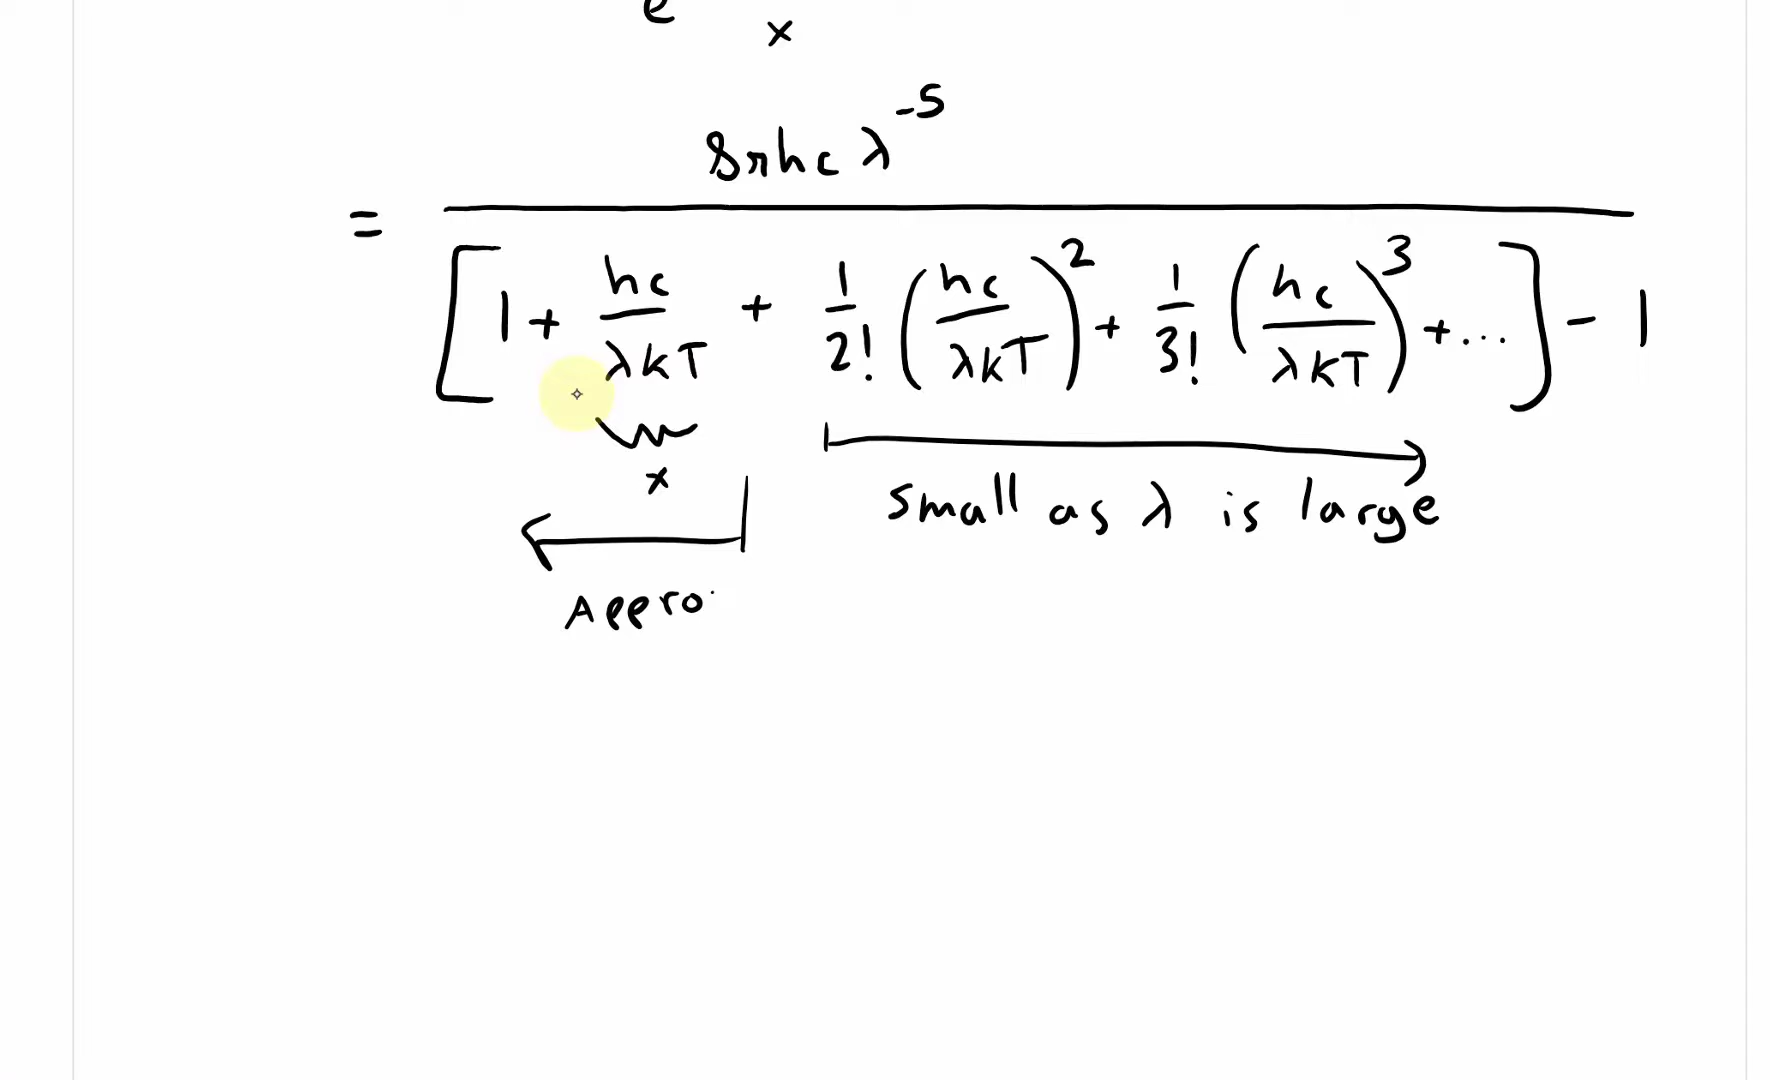 e
x
8πhc λ^-5
=
[1 + hc/λkT + 1/2! (hc/λkT)^2 + 1/3! (hc/λkT)^3 + ...] - 1
x
small as λ is large
Appro